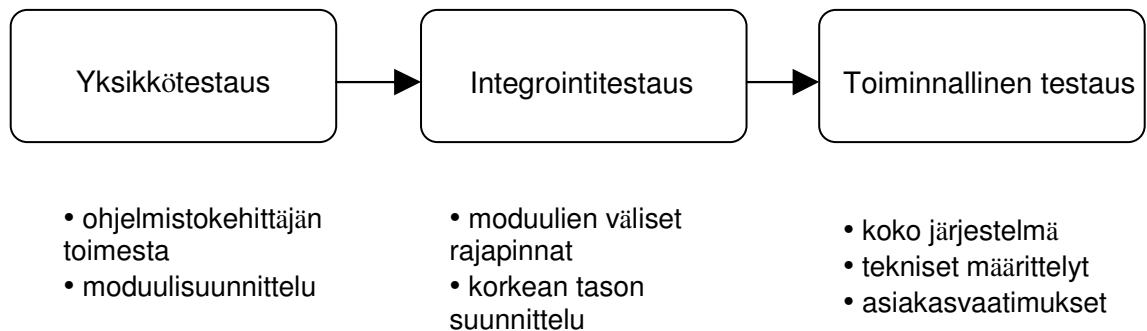 Yksikkötestaus
Integrointitestaus
Toiminnallinen testaus
• ohjelmistokehittäjän
toimesta
• moduulisuunnittelu
• moduulien väliset
rajapinnat
• korkean tason
suunnittelu
• koko järjestelmä
• tekniset määrittelyt
• asiakasvaatimukset